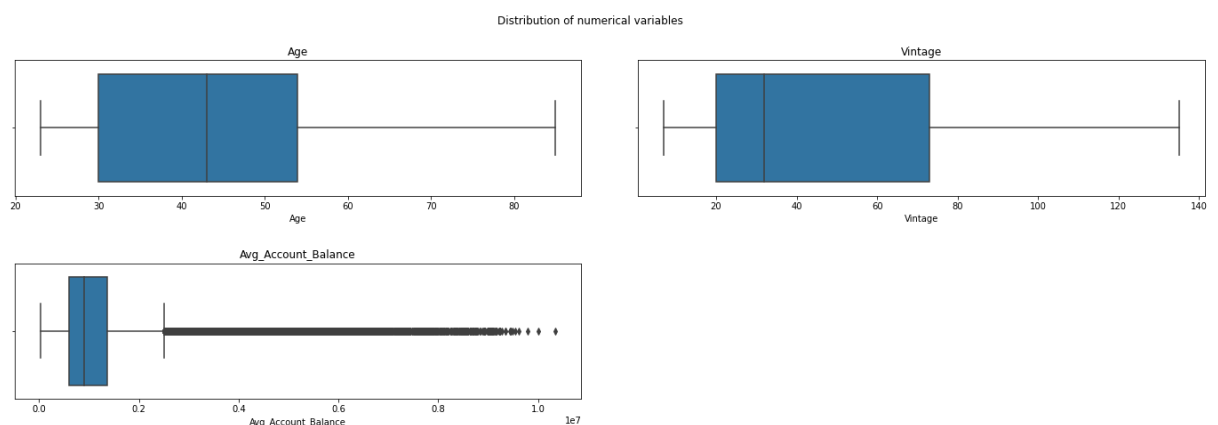 Distribution of numerical variables
Age
20 30 40 50 60 70 80
Age
Vintage
20 40 60 80 100 120 140
Vintage
Avg_Account_Balance
0.0 0.2 0.4 0.6 0.8 1.0
1e7
Avg_Account_Balance